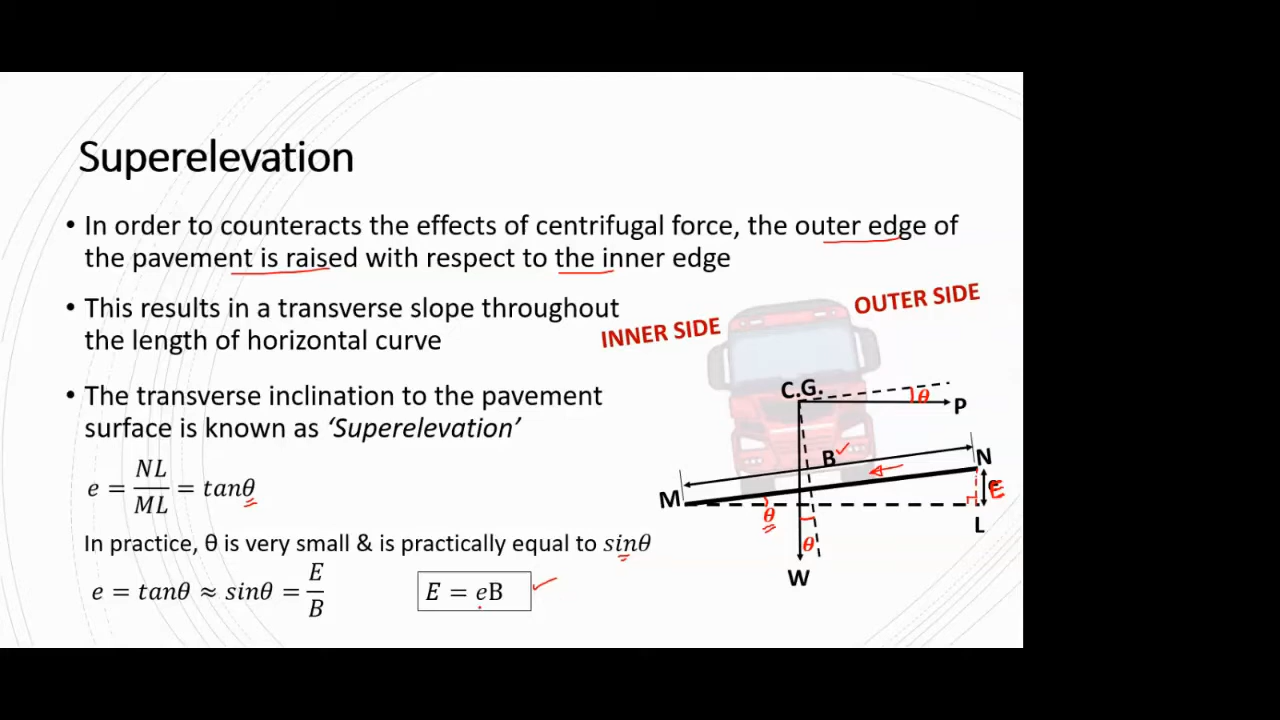 Superelevation
• In order to counteracts the effects of centrifugal force, the outer edge of
the pavement is raised with respect to the inner edge
• This results in a transverse slope throughout
the length of horizontal curve
• The transverse inclination to the pavement
surface is known as ‘Superelevation’
e = NL/ML = tanθ
In practice, θ is very small & is practically equal to sinθ
e = tanθ ≈ sinθ = E/B
E = eB
INNER SIDE
OUTER SIDE
C.G.
θ
P
B
N
M
E
θ
L
θ
W